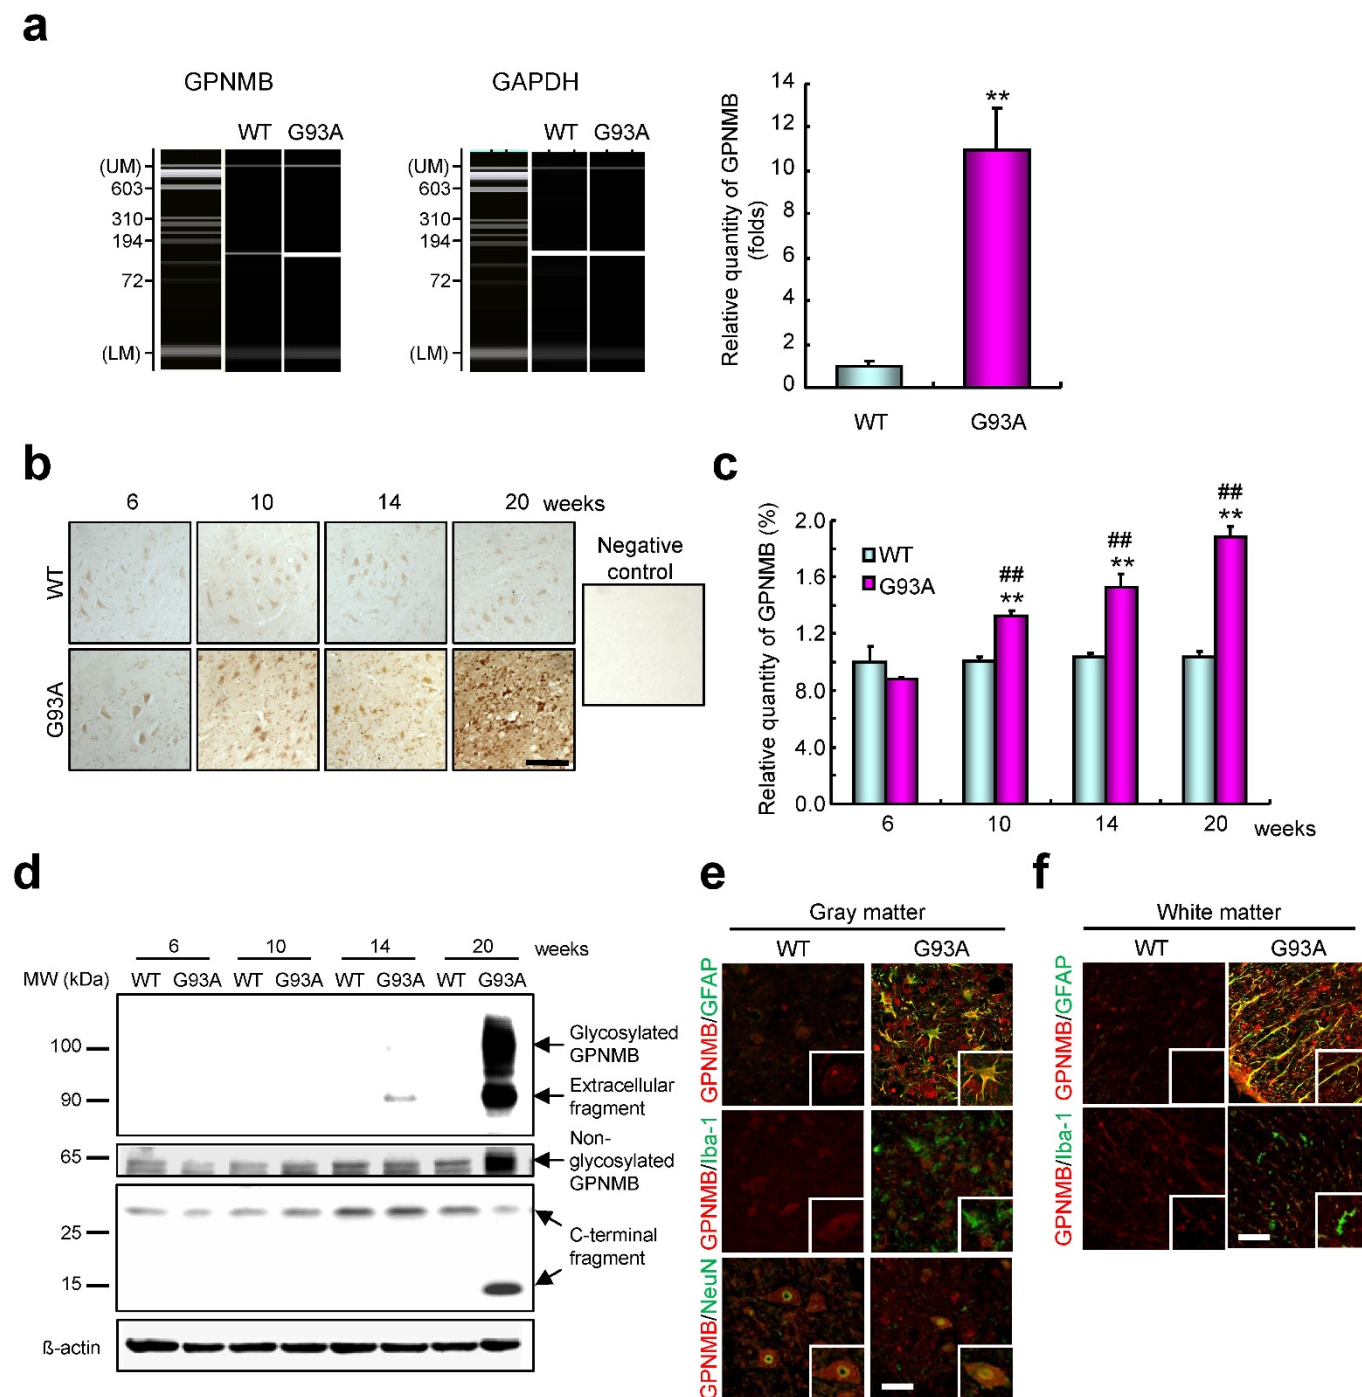 a
GPNMB
WT G93A
(UM)
603
310
194
72
(LM)
GAPDH
WT G93A
(UM)
603
310
194
72
(LM)
Relative quantity of GPNMB
(folds)
14
12
10
8
6
4
2
0
**
WT G93A
b
6 10 14 20 weeks
WT
G93A
Negative
control
c
Relative quantity of GPNMB (%)
2.0
1.6
1.2
8.0
4.0
0.0
WT
G93A
##
**
##
**
##
**
6 10 14 20 weeks
d
6 10 14 20 weeks
MW (kDa) WT G93A WT G93A WT G93A WT G93A
100
90
65
25
15
ß-actin
Glycosylated
GPNMB
Extracellular
fragment
Non-
glycosylated
GPNMB
C-terminal
fragment
e
Gray matter
WT G93A
GPNMB/GFAP
GPNMB/Iba-1
GPNMB/NeuN
f
White matter
WT G93A
GPNMB/GFAP
GPNMB/Iba-1